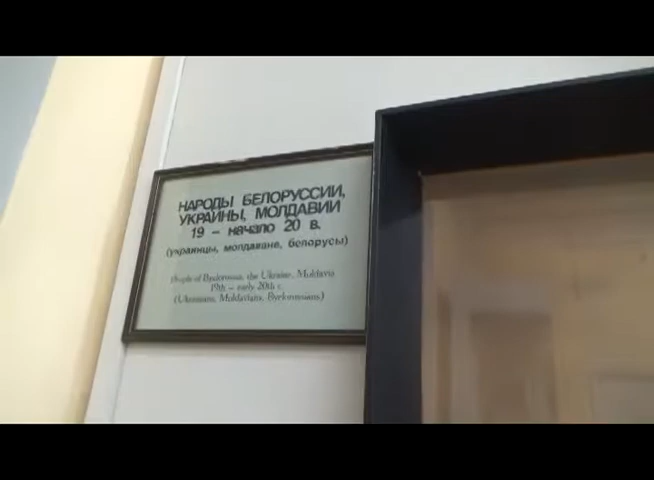 НАРОДЫ БЕЛОРУССИИ,
УКРАИНЫ, МОЛДАВИИ
19 – начало 20 в.
(украинцы, молдаване, белорусы)
People of Byelorussia, the Ukraine, Moldavia
19th – early 20th c.
(Ukrainians, Moldavians, Byelorussians)